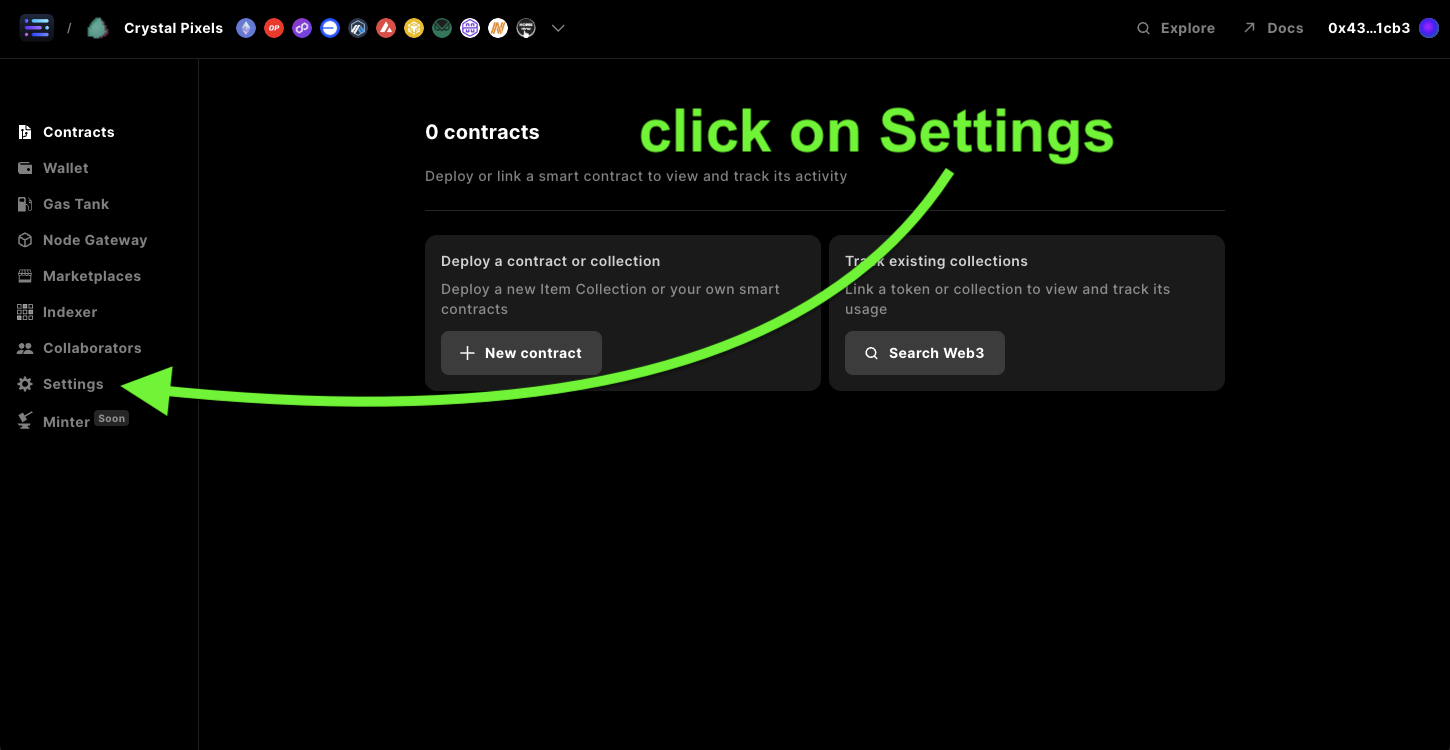 / Crystal Pixels OP Explore Docs 0x43...1cb3
Contracts
Wallet
Gas Tank
Node Gateway
Marketplaces
Indexer
Collaborators
Settings
Minter Soon
0 contracts
click on Settings
Deploy or link a smart contract to view and track its activity
Deploy a contract or collection
Deploy a new Item Collection or your own smart
contracts
New contract
Track existing collections
Link a token or collection to view and track its
usage
Search Web3